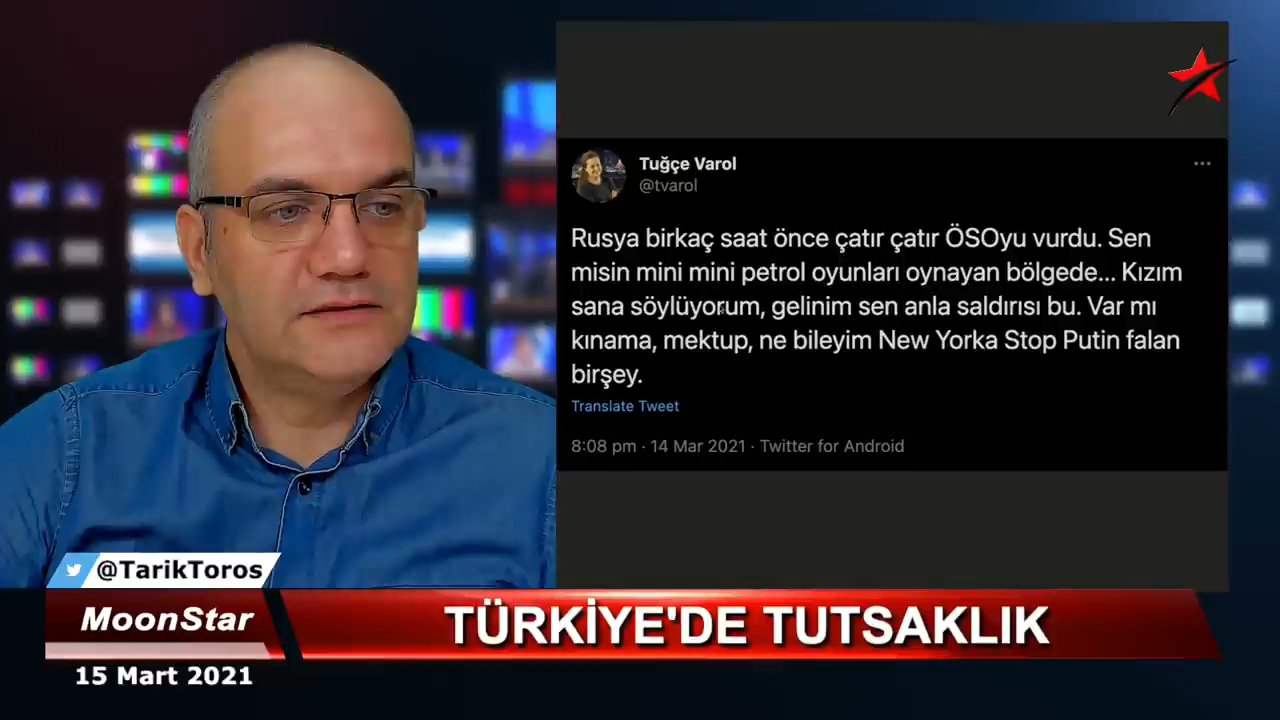 Tuğçe Varol
@tvarol
Rusya birkaç saat önce çatır çatır ÖSOyu vurdu. Sen
misin mini mini petrol oyunları oynayan bölgede... Kızım
sana söylüyorum, gelinim sen anla saldırısı bu. Var mı
kınama, mektup, ne bileyim New Yorka Stop Putin falan
birşey.
Translate Tweet
8:08 pm · 14 Mar 2021 · Twitter for Android
@TarikToros
MoonStar
TÜRKİYE'DE TUTSAKLIK
15 Mart 2021